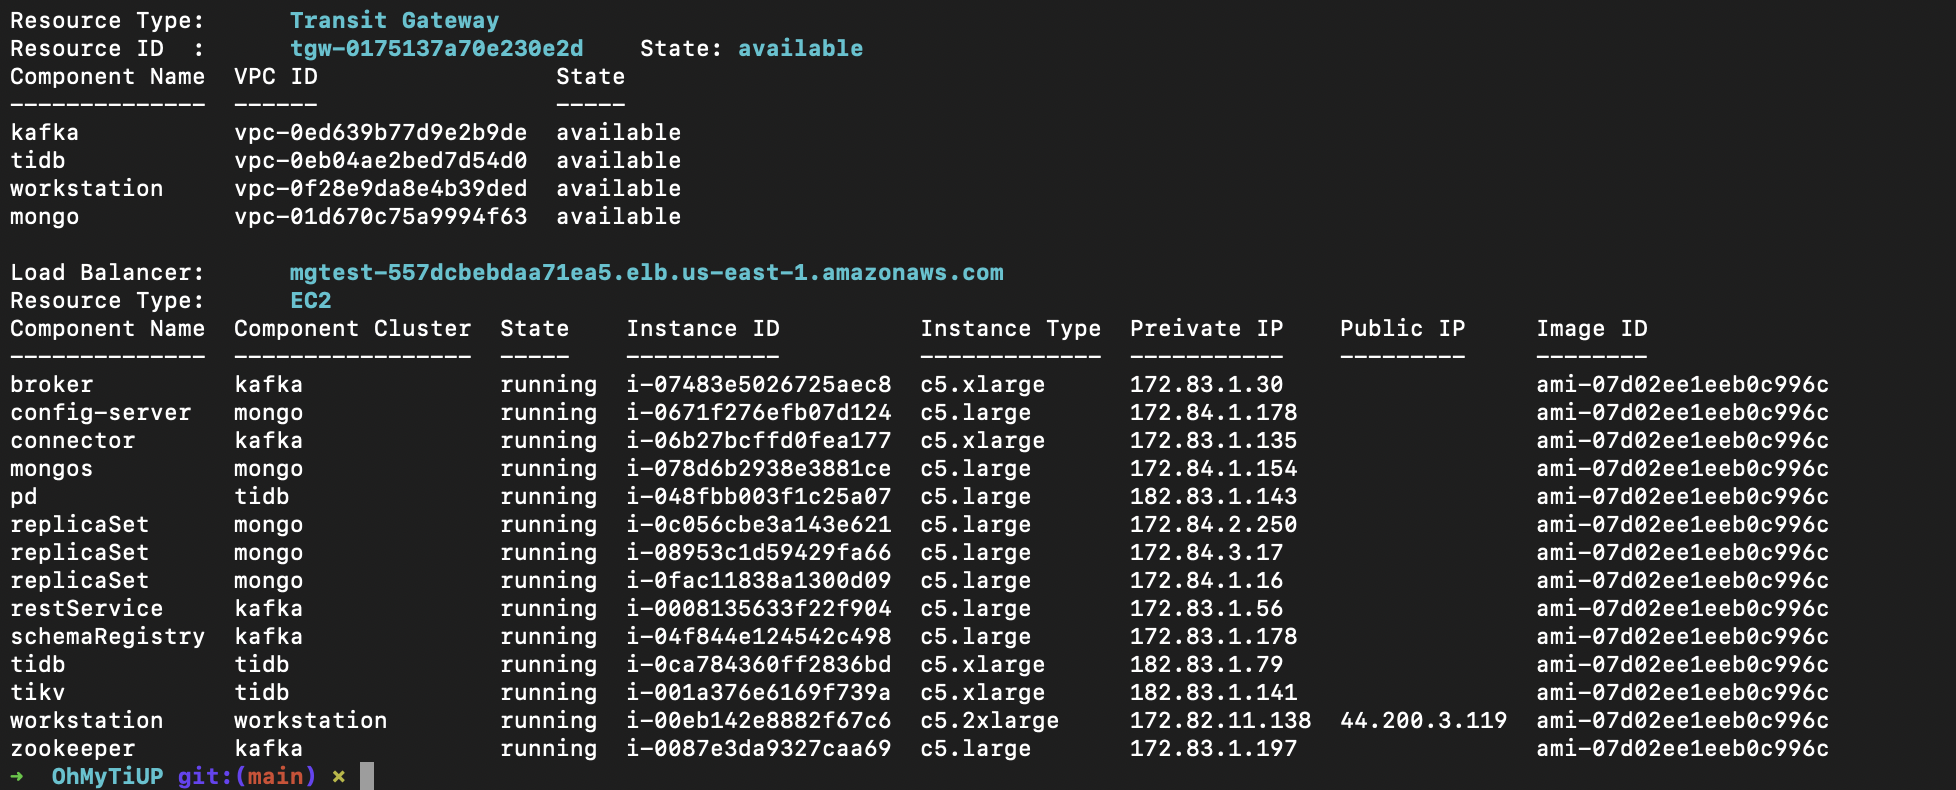 Resource Type:      Transit Gateway
Resource ID  :      tgw-0175137a70e230e2d    State: available
Component Name  VPC ID                 State
--------------  ------                 -----
kafka           vpc-0ed639b77d9e2b9de  available
tidb            vpc-0eb04ae2bed7d54d0  available
workstation     vpc-0f28e9da8e4b39ded  available
mongo           vpc-01d670c75a9994f63  available

Load Balancer:      mgtest-557dcbebdaa71ea5.elb.us-east-1.amazonaws.com
Resource Type:      EC2
Component Name  Component Cluster  State    Instance ID          Instance Type  Preivate IP    Public IP     Image ID
--------------  -----------------  -----    -----------          -------------  -----------    ---------     --------
broker          kafka              running  i-07483e5026725aec8  c5.xlarge      172.83.1.30                  ami-07d02ee1eeb0c996c
config-server   mongo              running  i-0671f276efb07d124  c5.large       172.84.1.178                 ami-07d02ee1eeb0c996c
connector       kafka              running  i-06b27bcffd0fea177  c5.xlarge      172.83.1.135                 ami-07d02ee1eeb0c996c
mongos          mongo              running  i-078d6b2938e3881ce  c5.large       172.84.1.154                 ami-07d02ee1eeb0c996c
pd              tidb               running  i-048fbb003f1c25a07  c5.large       182.83.1.143                 ami-07d02ee1eeb0c996c
replicaSet      mongo              running  i-0c056cbe3a143e621  c5.large       172.84.2.250                 ami-07d02ee1eeb0c996c
replicaSet      mongo              running  i-08953c1d59429fa66  c5.large       172.84.3.17                  ami-07d02ee1eeb0c996c
replicaSet      mongo              running  i-0fac11838a1300d09  c5.large       172.84.1.16                  ami-07d02ee1eeb0c996c
restService     kafka              running  i-0008135633f22f904  c5.large       172.83.1.56                  ami-07d02ee1eeb0c996c
schemaRegistry  kafka              running  i-04f844e124542c498  c5.large       172.83.1.178                 ami-07d02ee1eeb0c996c
tidb            tidb               running  i-0ca784360ff2836bd  c5.xlarge      182.83.1.79                  ami-07d02ee1eeb0c996c
tikv            tidb               running  i-001a376e6169f739a  c5.xlarge      182.83.1.141                 ami-07d02ee1eeb0c996c
workstation     workstation        running  i-00eb142e8882f67c6  c5.2xlarge     172.82.11.138  44.200.3.119  ami-07d02ee1eeb0c996c
zookeeper       kafka              running  i-0087e3da9327caa69  c5.large       172.83.1.197                 ami-07d02ee1eeb0c996c
➜  OhMyTiUP git:(main) ✗